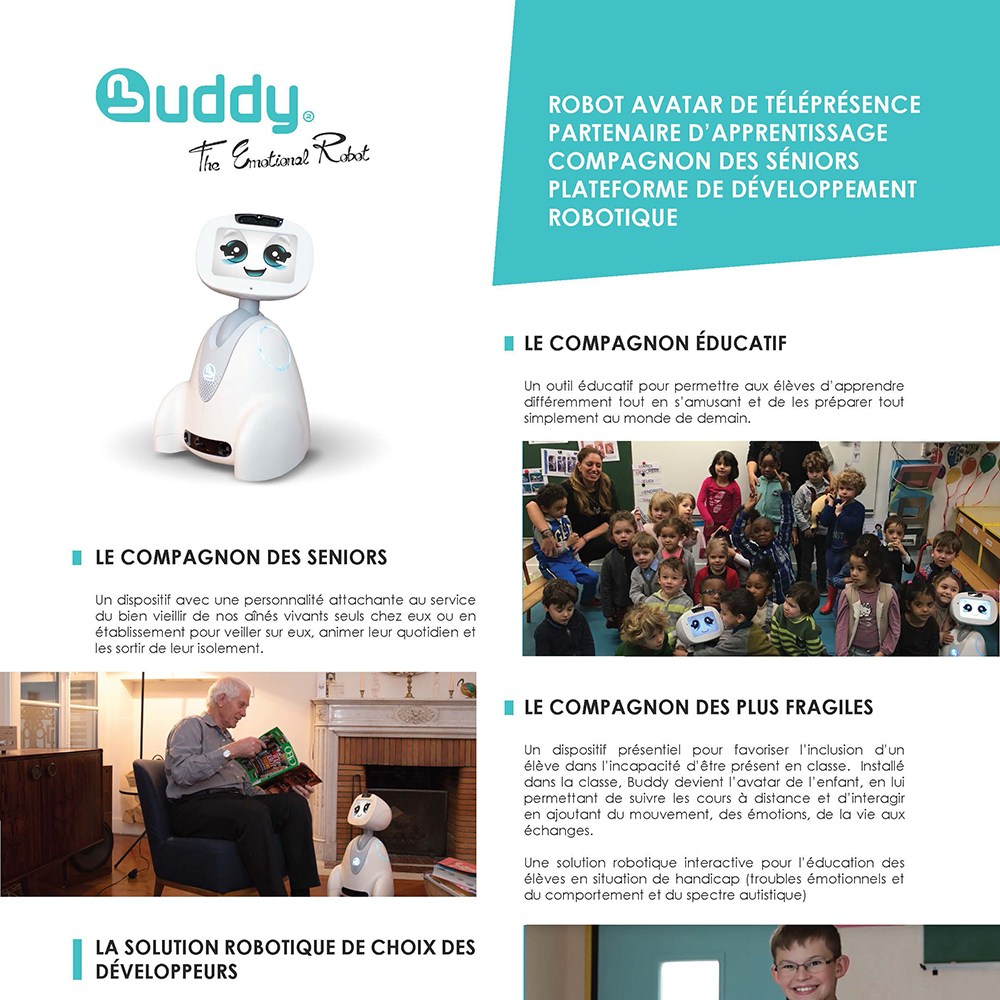 Buddy®
The Emotional Robot
ROBOT AVATAR DE TÉLÉPRÉSENCE
PARTENAIRE D'APPRENTISSAGE
COMPAGNON DES SÉNIORS
PLATEFORME DE DÉVELOPPEMENT
ROBOTIQUE
LE COMPAGNON DES SENIORS
Un dispositif avec une personnalité attachante au service
du bien vieillir de nos aînés vivants seuls chez eux ou en
établissement pour veiller sur eux, animer leur quotidien et
les sortir de leur isolement.
LA SOLUTION ROBOTIQUE DE CHOIX DES
DÉVELOPPEURS
LE COMPAGNON ÉDUCATIF
Un outil éducatif pour permettre aux élèves d'apprendre
différemment tout en s'amusant et de les préparer tout
simplement au monde de demain.
LE COMPAGNON DES PLUS FRAGILES
Un dispositif présentiel pour favoriser l'inclusion d'un
élève dans l'incapacité d'être présent en classe. Installé
dans la classe, Buddy devient l'avatar de l'enfant, en lui
permettant de suivre les cours à distance et d'interagir
en ajoutant du mouvement, des émotions, de la vie aux
échanges.
Une solution robotique interactive pour l'éducation des
élèves en situation de handicap (troubles émotionnels et
du comportement et du spectre autistique)